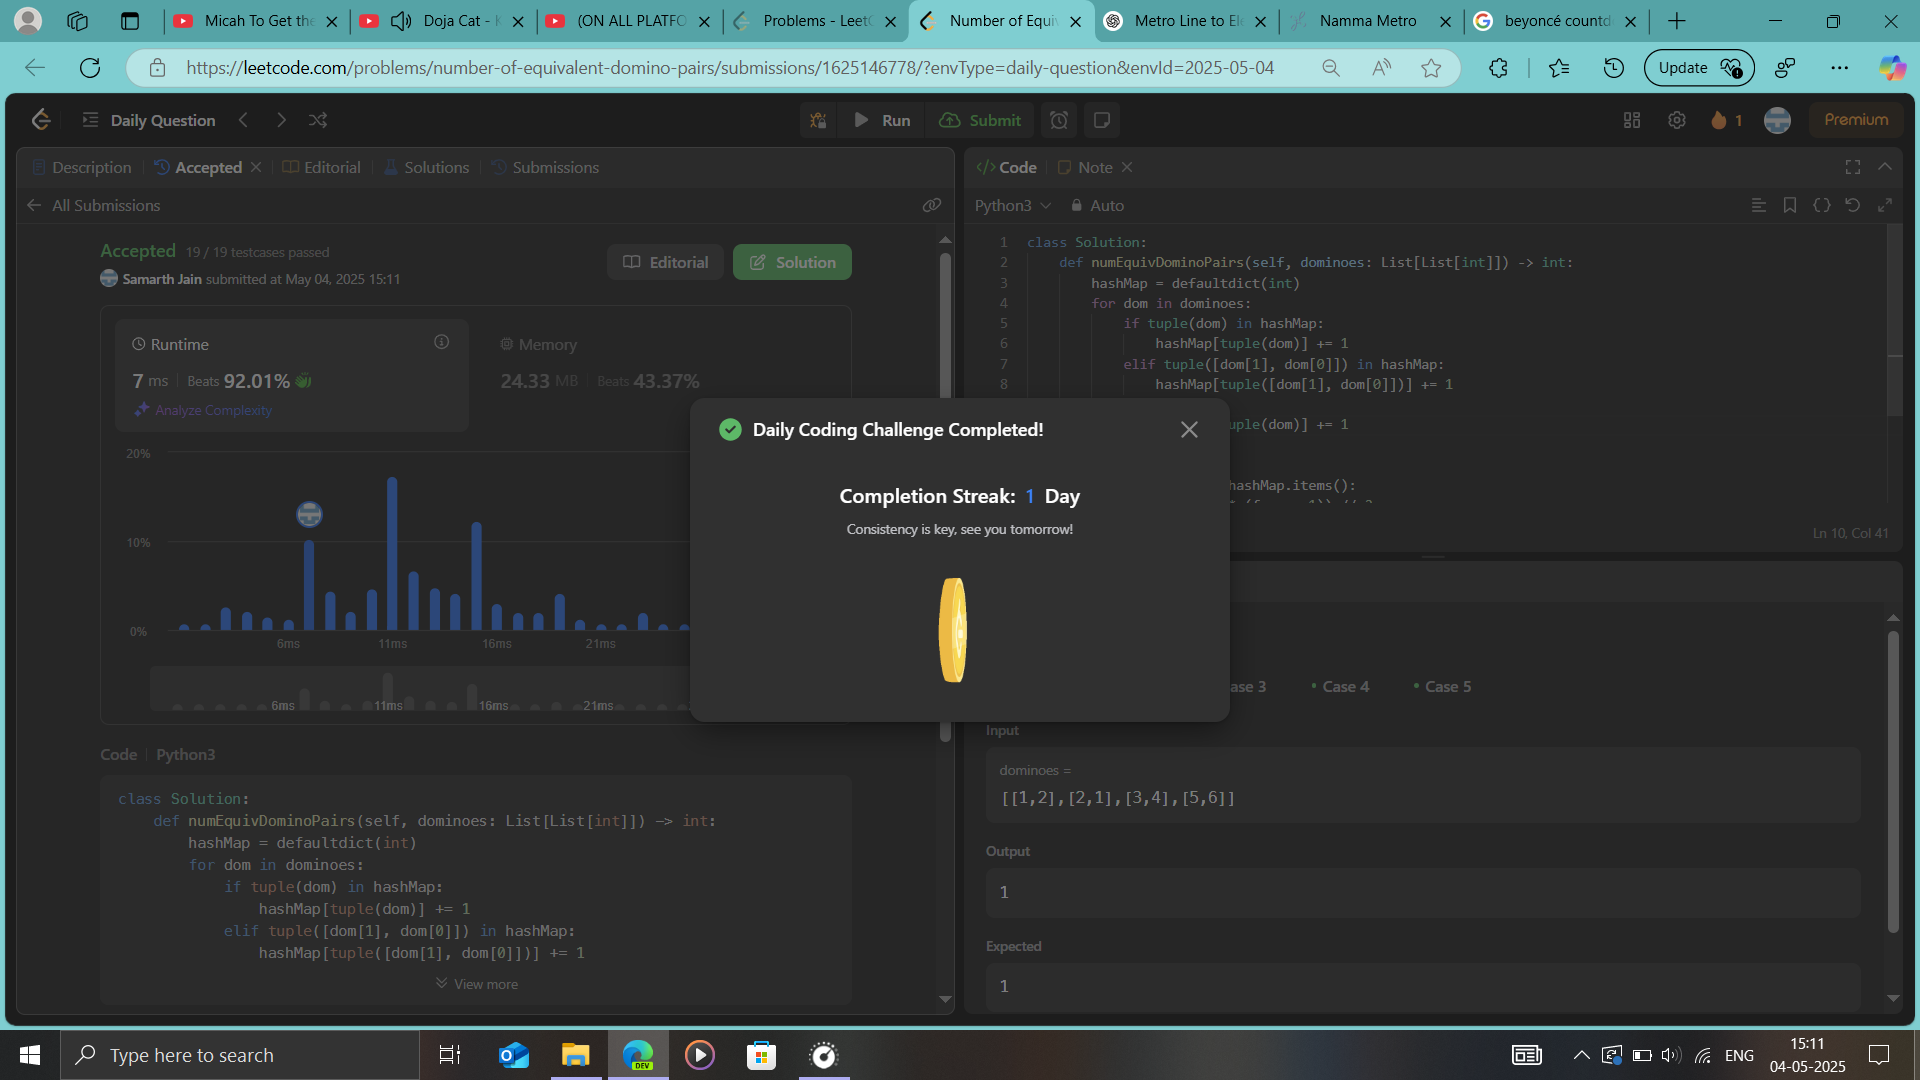 Micah To Get the
Doja Cat - K
(ON ALL PLATFO
Problems - LeetC
Number of Equiv
Metro Line to Ele
Namma Metro
beyoncé countd
https://leetcode.com/problems/number-of-equivalent-domino-pairs/submissions/1625146778/?envType=daily-question&envId=2025-05-04
Update
Daily Question
Run
Submit
1
Premium
Description
Accepted
Editorial
Solutions
Submissions
All Submissions
Accepted 19 / 19 testcases passed
Samarth Jain submitted at May 04, 2025 15:11
Editorial
Solution
Runtime
7 ms | Beats 92.01%
Analyze Complexity
Memory
24.33 MB | Beats 43.37%
20%
10%
0%
6ms 11ms 16ms 21ms
6ms 11ms 16ms 21ms
Code | Python3
class Solution:
def numEquivDominoPairs(self, dominoes: List[List[int]]) -> int:
hashMap = defaultdict(int)
for dom in dominoes:
if tuple(dom) in hashMap:
hashMap[tuple(dom)] += 1
elif tuple([dom[1], dom[0]]) in hashMap:
hashMap[tuple([dom[1], dom[0]])] += 1
View more
Code
Note
Python3
Auto
1 class Solution:
2 def numEquivDominoPairs(self, dominoes: List[List[int]]) -> int:
3 hashMap = defaultdict(int)
4 for dom in dominoes:
5 if tuple(dom) in hashMap:
6 hashMap[tuple(dom)] += 1
7 elif tuple([dom[1], dom[0]]) in hashMap:
8 hashMap[tuple([dom[1], dom[0]])] += 1
uple(dom)] += 1
hashMap.items():
Ln 10, Col 41
Daily Coding Challenge Completed!
Completion Streak: 1 Day
Consistency is key, see you tomorrow!
ase 3
Case 4
Case 5
Input
dominoes =
[[1,2],[2,1],[3,4],[5,6]]
Output
1
Expected
1
Type here to search
DEV
ENG
15:11
04-05-2025